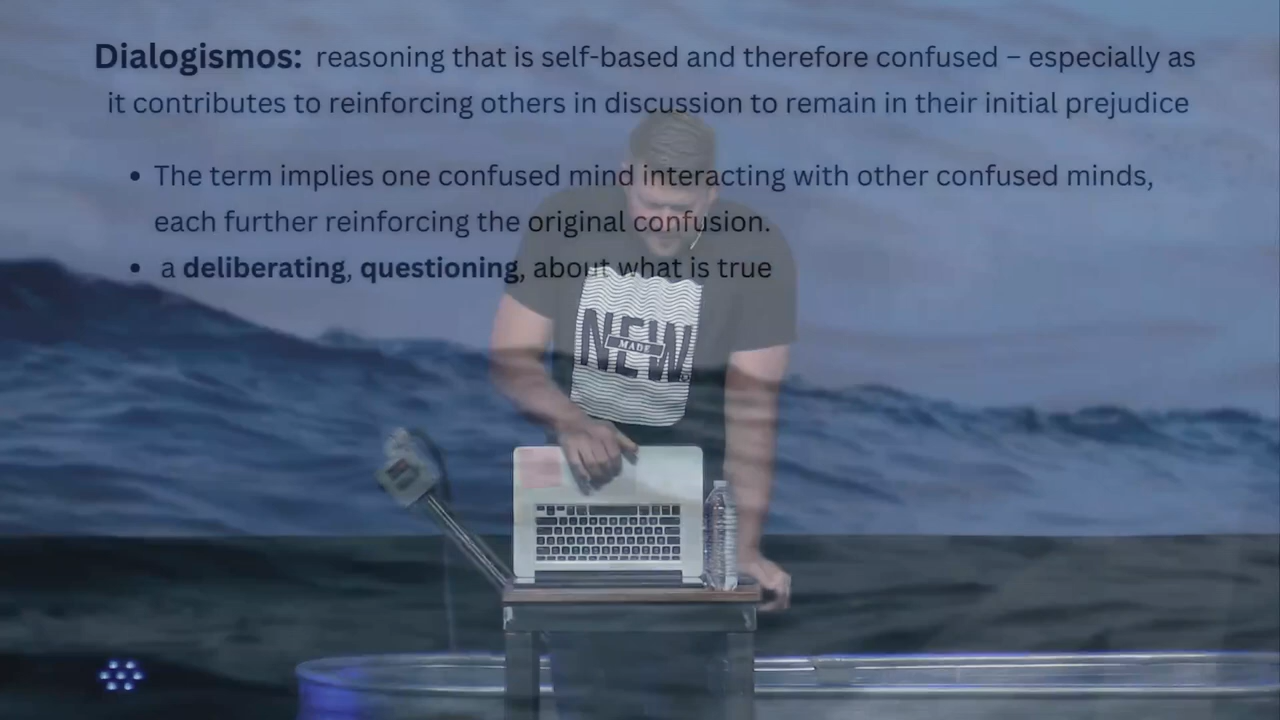 Dialogismos: reasoning that is self-based and therefore confused – especially as
it contributes to reinforcing others in discussion to remain in their initial prejudice
• The term implies one confused mind interacting with other confused minds,
each further reinforcing the original confusion.
• a deliberating, questioning, about what is true
NEW
MADE